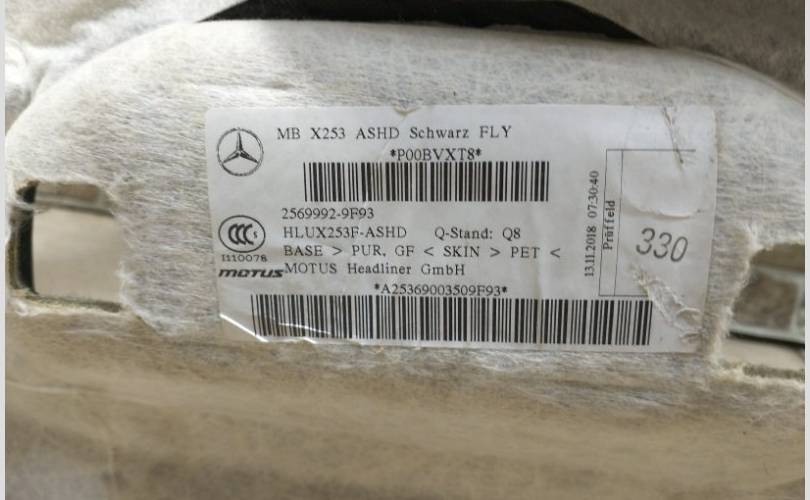 MB X253 ASHD Schwarz FLY
*P00BVXT8*
2569992-9F93
HLUX253F-ASHD Q-Stand: Q8
BASE > PUR, GF < SKIN > PET <
MOTUS Headliner GmbH
*A25369003509F93*
CCC
I110078
MOTUS
13.11.2018 07:30:40
Prüffeld
330